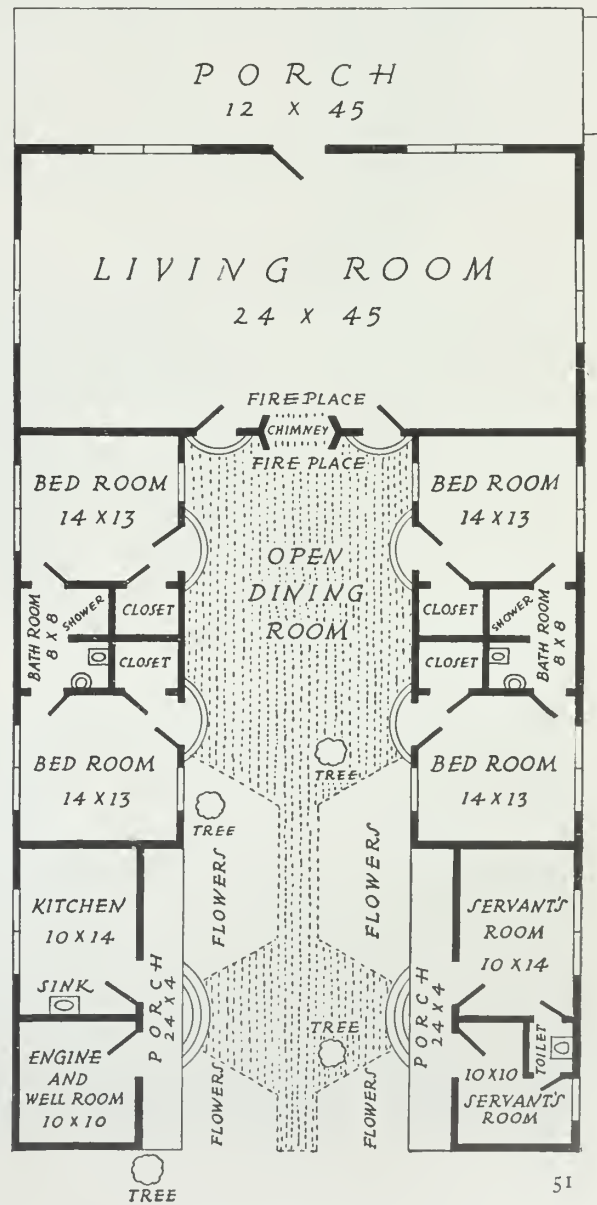 PORCH
12 X 45
LIVING ROOM
24 X 45
FIREPLACE
CHIMNEY
FIRE PLACE
BED ROOM
14 X 13
BED ROOM
14 X 13
OPEN
DINING
ROOM
BATH ROOM
8 X 8
SHOWER
CLOSET
CLOSET
CLOSET
CLOSET
SHOWER
BATH ROOM
8 X 8
BED ROOM
14 X 13
BED ROOM
14 X 13
TREE
TREE
FLOWERS
FLOWERS
KITCHEN
10 X 14
SINK
PORCH
24 X 4
PORCH
24 X 4
SERVANT'S
ROOM
10 X 14
ENGINE
AND
WELL ROOM
10 X 10
TREE
FLOWERS
FLOWERS
TOILET
10 X 10
SERVANT'S
ROOM
TREE
51